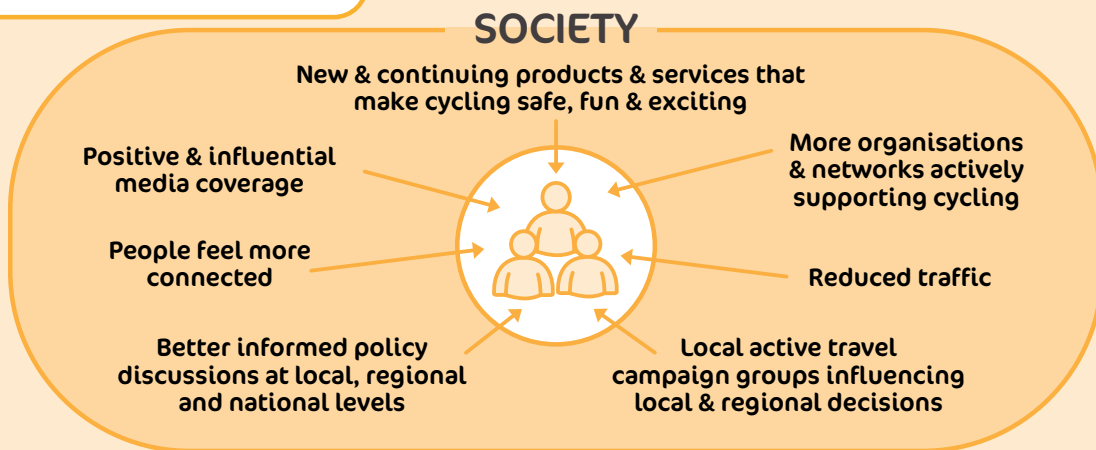 SOCIETY
New & continuing products & services that
make cycling safe, fun & exciting
Positive & influential
media coverage
More organisations
& networks actively
supporting cycling
People feel more
connected
Reduced traffic
Better informed policy
discussions at local, regional
and national levels
Local active travel
campaign groups influencing
local & regional decisions